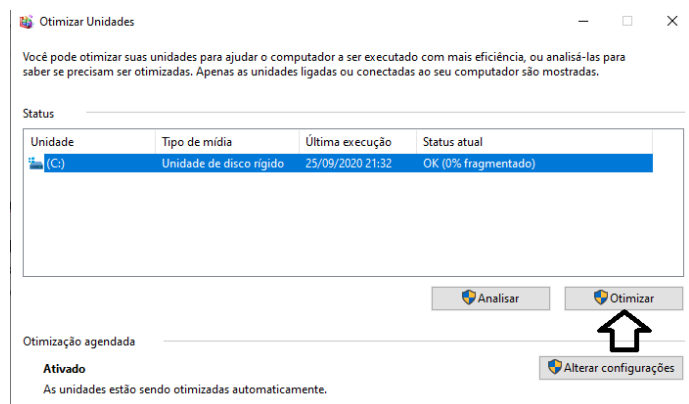 Otimizar Unidades
Você pode otimizar suas unidades para ajudar o computador a ser executado com mais eficiência, ou analisá-las para
saber se precisam ser otimizadas. Apenas as unidades ligadas ou conectadas ao seu computador são mostradas.
Status
Unidade Tipo de mídia Última execução Status atual
(C:) Unidade de disco rígido 25/09/2020 21:32 OK (0% fragmentado)
Analisar Otimizar
Otimização agendada
Ativado Alterar configurações
As unidades estão sendo otimizadas automaticamente.